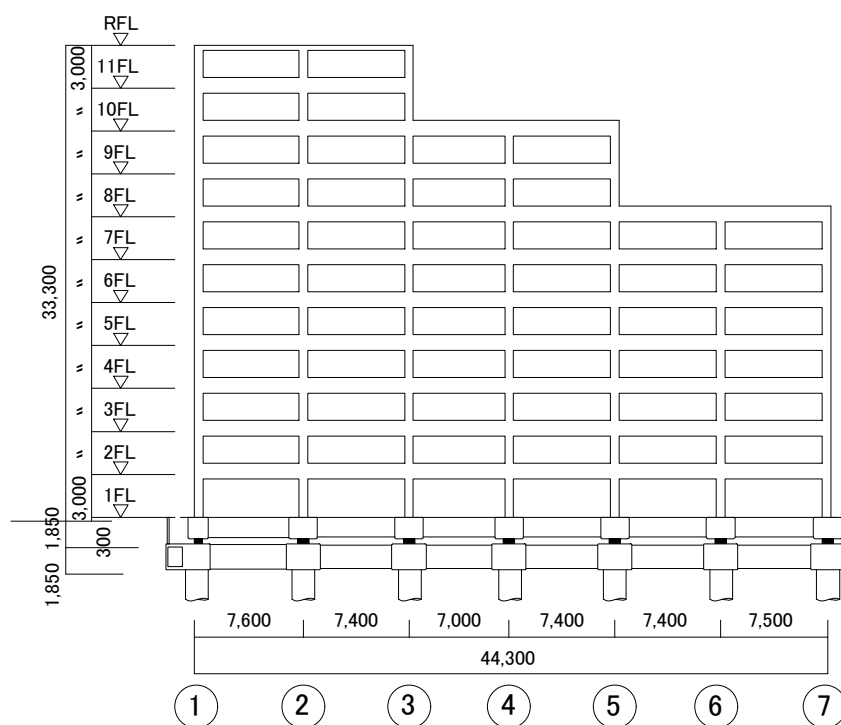 RFL
3,000
11FL
〃
10FL
〃
9FL
〃
8FL
〃
7FL
〃
33,300
6FL
〃
5FL
〃
4FL
〃
3FL
〃
2FL
3,000
1FL
1,850
300
1,850
7,600
7,400
7,000
7,400
7,400
7,500
44,300
1
2
3
4
5
6
7